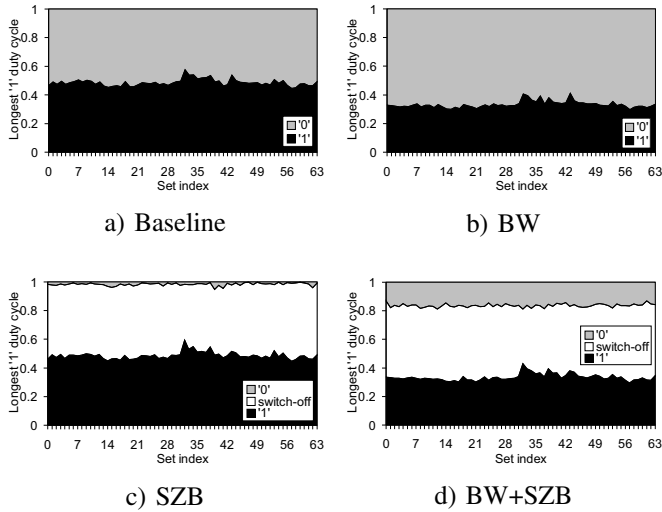 Longest '1' duty cycle
1
0.8
0.6
0.4
0.2
0
'0'
'1'
0 7 14 21 28 35 42 49 56 63
Set index
a) Baseline
Longest '1' duty cycle
1
0.8
0.6
0.4
0.2
0
'0'
'1'
0 7 14 21 28 35 42 49 56 63
Set index
b) BW
Longest '1' duty cycle
1
0.8
0.6
0.4
0.2
0
'0'
switch-off
'1'
0 7 14 21 28 35 42 49 56 63
Set index
c) SZB
Longest '1' duty cycle
1
0.8
0.6
0.4
0.2
0
'0'
switch-off
'1'
0 7 14 21 28 35 42 49 56 63
Set index
d) BW+SZB